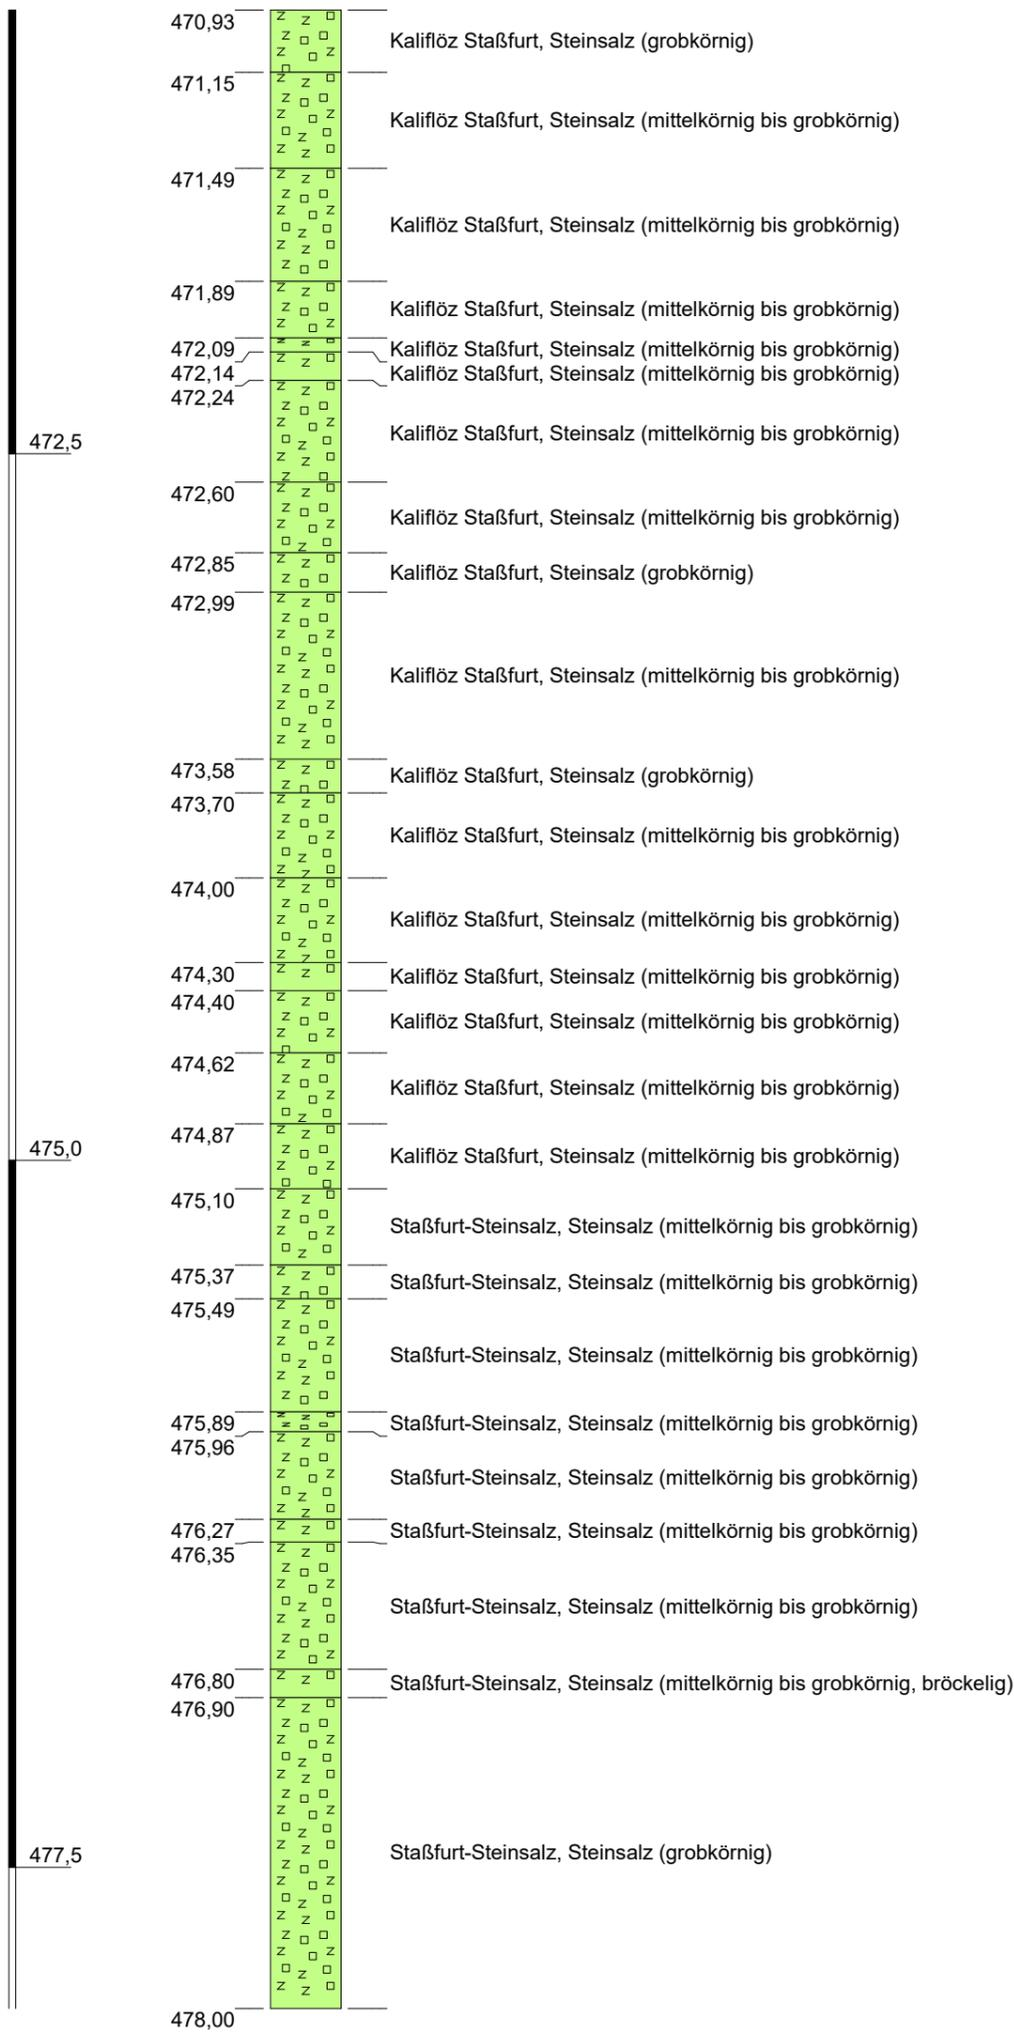 470,93
Kaliflöz Staßfurt, Steinsalz (grobkörnig)
471,15
Kaliflöz Staßfurt, Steinsalz (mittelkörnig bis grobkörnig)
471,49
Kaliflöz Staßfurt, Steinsalz (mittelkörnig bis grobkörnig)
471,89
Kaliflöz Staßfurt, Steinsalz (mittelkörnig bis grobkörnig)
472,09
Kaliflöz Staßfurt, Steinsalz (mittelkörnig bis grobkörnig)
472,14
Kaliflöz Staßfurt, Steinsalz (mittelkörnig bis grobkörnig)
472,24
Kaliflöz Staßfurt, Steinsalz (mittelkörnig bis grobkörnig)
472,5
472,60
Kaliflöz Staßfurt, Steinsalz (mittelkörnig bis grobkörnig)
472,85
Kaliflöz Staßfurt, Steinsalz (grobkörnig)
472,99
Kaliflöz Staßfurt, Steinsalz (mittelkörnig bis grobkörnig)
473,58
Kaliflöz Staßfurt, Steinsalz (grobkörnig)
473,70
Kaliflöz Staßfurt, Steinsalz (mittelkörnig bis grobkörnig)
474,00
Kaliflöz Staßfurt, Steinsalz (mittelkörnig bis grobkörnig)
474,30
Kaliflöz Staßfurt, Steinsalz (mittelkörnig bis grobkörnig)
474,40
Kaliflöz Staßfurt, Steinsalz (mittelkörnig bis grobkörnig)
474,62
Kaliflöz Staßfurt, Steinsalz (mittelkörnig bis grobkörnig)
474,87
Kaliflöz Staßfurt, Steinsalz (mittelkörnig bis grobkörnig)
475,0
475,10
Staßfurt-Steinsalz, Steinsalz (mittelkörnig bis grobkörnig)
475,37
Staßfurt-Steinsalz, Steinsalz (mittelkörnig bis grobkörnig)
475,49
Staßfurt-Steinsalz, Steinsalz (mittelkörnig bis grobkörnig)
475,89
Staßfurt-Steinsalz, Steinsalz (mittelkörnig bis grobkörnig)
475,96
Staßfurt-Steinsalz, Steinsalz (mittelkörnig bis grobkörnig)
476,27
Staßfurt-Steinsalz, Steinsalz (mittelkörnig bis grobkörnig)
476,35
Staßfurt-Steinsalz, Steinsalz (mittelkörnig bis grobkörnig)
476,80
Staßfurt-Steinsalz, Steinsalz (mittelkörnig bis grobkörnig, bröckelig)
476,90
Staßfurt-Steinsalz, Steinsalz (grobkörnig)
477,5
478,00